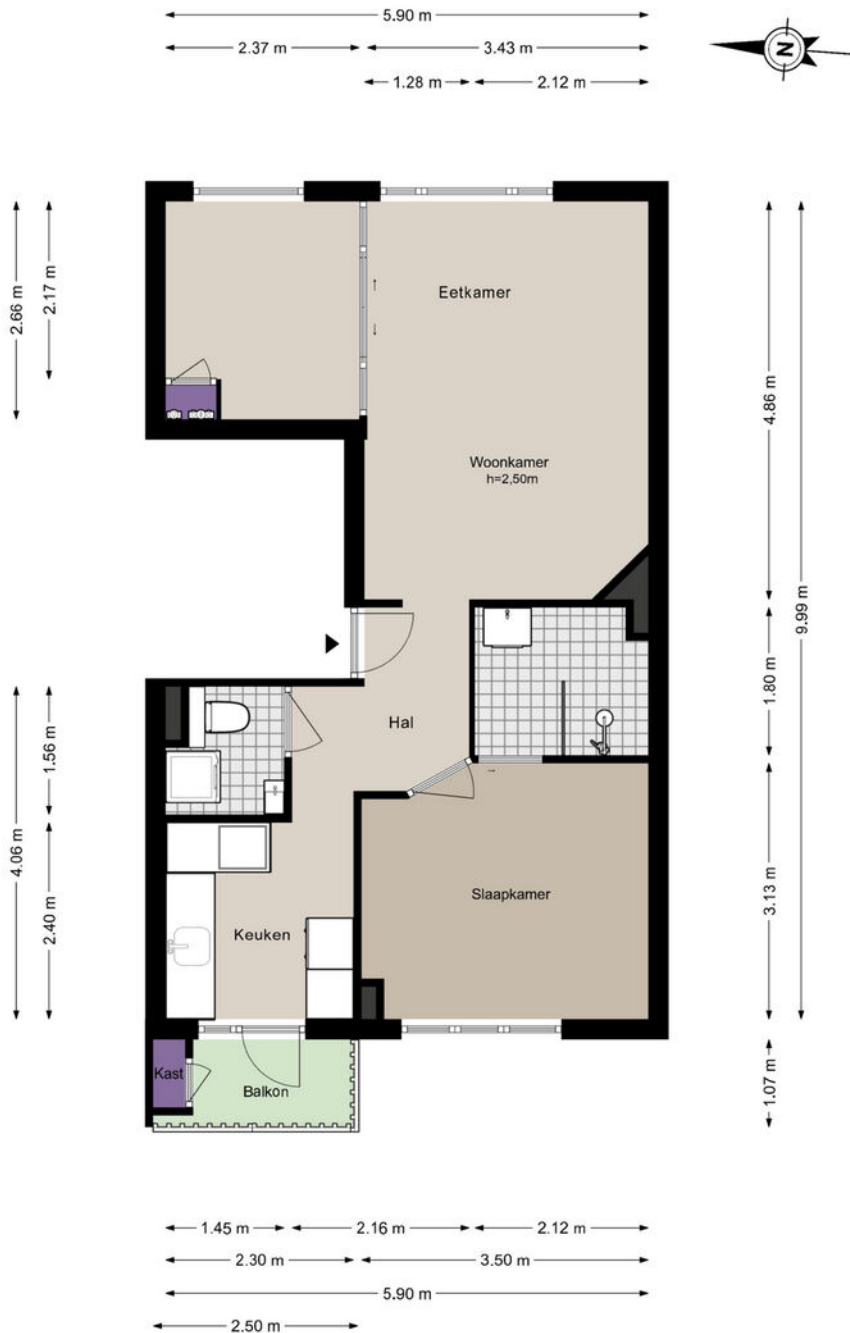 5.90 m
2.37 m
3.43 m
1.28 m
2.12 m
N
2.66 m
2.17 m
Eetkamer
4.86 m
Woonkamer
h=2,50m
9.99 m
1.80 m
Hal
4.06 m
1.56 m
3.13 m
2.40 m
Slaapkamer
Keuken
Kast
Balkon
1.07 m
1.45 m
2.16 m
2.12 m
2.30 m
3.50 m
5.90 m
2.50 m